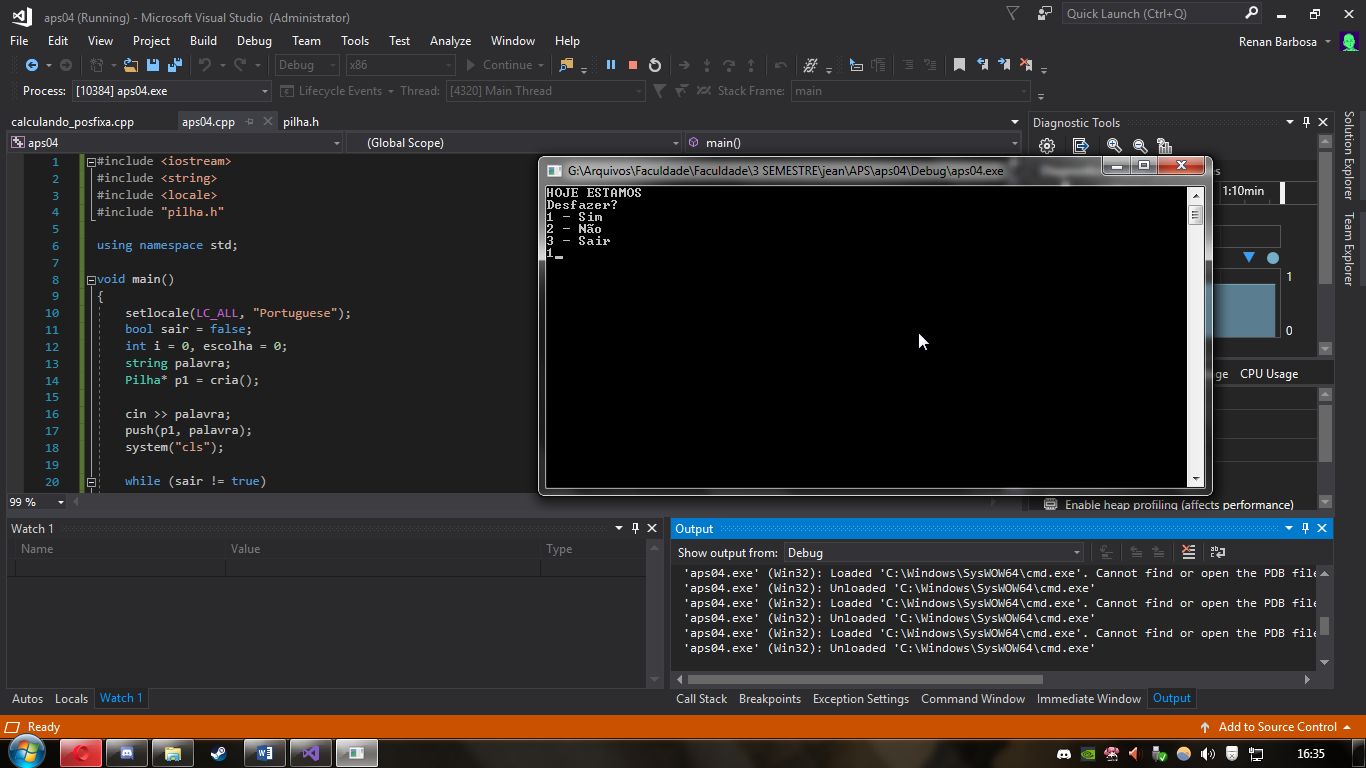 aps04 (Running) - Microsoft Visual Studio (Administrator)
Quick Launch (Ctrl+Q)
File Edit View Project Build Debug Team Tools Test Analyze Window Help
Renan Barbosa
Debug x86 Continue
Process: [10384] aps04.exe Lifecycle Events Thread: [4320] Main Thread Stack Frame: main
calculando_posfixa.cpp aps04.cpp pilha.h
Diagnostic Tools
aps04 (Global Scope) main()
1 #include <iostream>
2 #include <string>
3 #include <locale>
4 #include "pilha.h"
5
6 using namespace std;
7
8 void main()
9 {
10 setlocale(LC_ALL, "Portuguese");
11 bool sair = false;
12 int i = 0, escolha = 0;
13 string palavra;
14 Pilha* p1 = cria();
15
16 cin >> palavra;
17 push(p1, palavra);
18 system("cls");
19
20 while (sair != true)
99 %
G:\Arquivos\Faculdade\Faculdade\3 SEMESTRE\jean\APS\aps04\Debug\aps04.exe
HOJE ESTAMOS
Desfazer?
1 - Sim
2 - Não
3 - Sair
1
1:10min
1
0
CPU Usage
Enable heap profiling (affects performance)
Solution Explorer
Team Explorer
Watch 1
Name Value Type
Autos Locals Watch 1
Output
Show output from: Debug
'aps04.exe' (Win32): Loaded 'C:\Windows\SysWOW64\cmd.exe'. Cannot find or open the PDB file
'aps04.exe' (Win32): Unloaded 'C:\Windows\SysWOW64\cmd.exe'
'aps04.exe' (Win32): Loaded 'C:\Windows\SysWOW64\cmd.exe'. Cannot find or open the PDB file
'aps04.exe' (Win32): Unloaded 'C:\Windows\SysWOW64\cmd.exe'
'aps04.exe' (Win32): Loaded 'C:\Windows\SysWOW64\cmd.exe'. Cannot find or open the PDB file
'aps04.exe' (Win32): Unloaded 'C:\Windows\SysWOW64\cmd.exe'
Call Stack Breakpoints Exception Settings Command Window Immediate Window Output
Ready
Add to Source Control
16:35